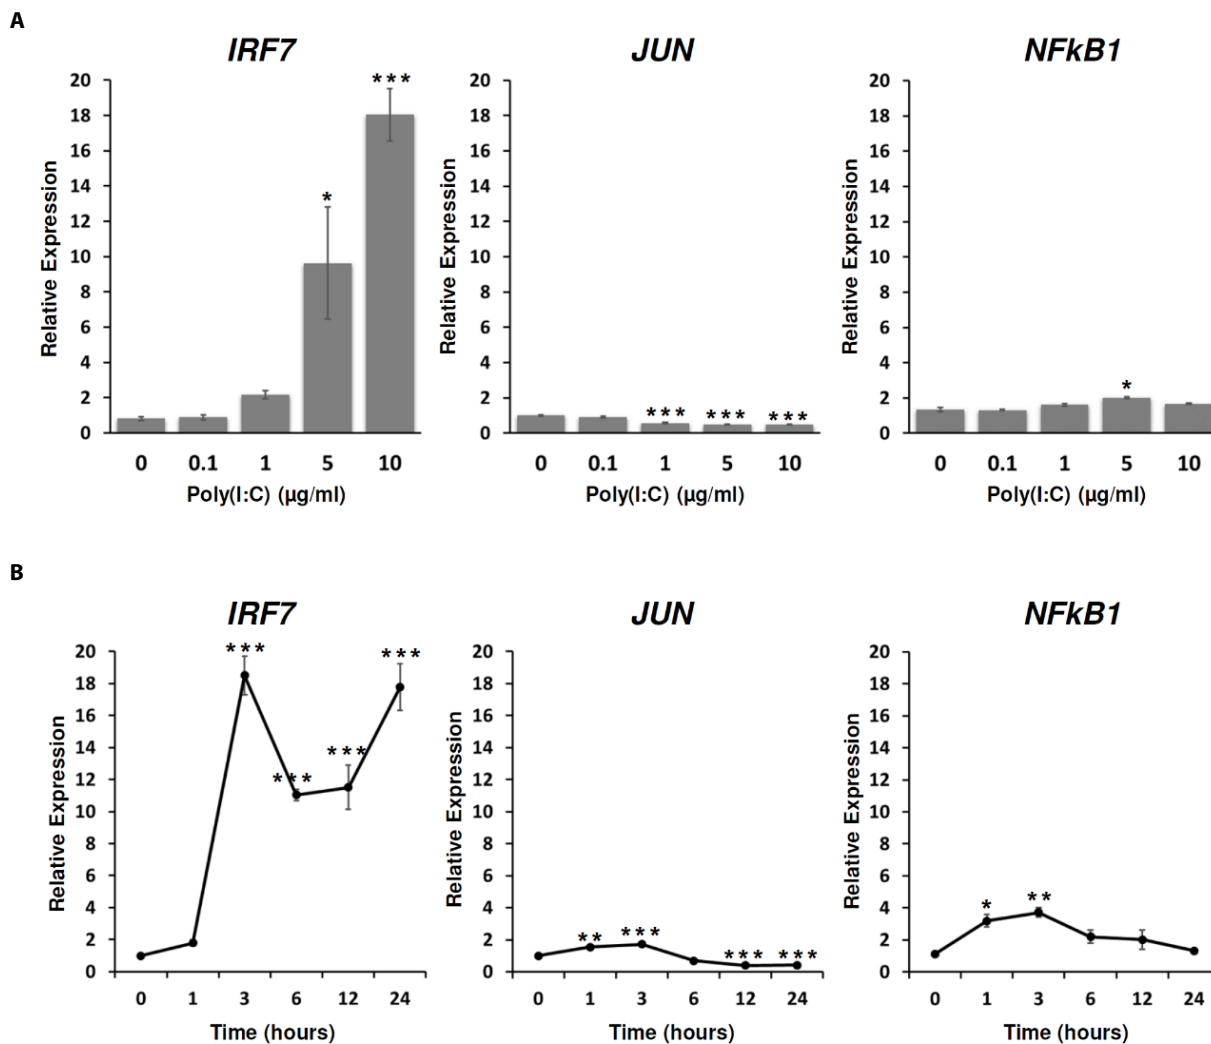 A
IRF7 JUN NFkB1
Relative Expression
20
18
16
14
12
10
8
6
4
2
0
* ***
0 0.1 1 5 10
Poly(I:C) (µg/ml)
Relative Expression
20
18
16
14
12
10
8
6
4
2
0
*** *** ***
0 0.1 1 5 10
Poly(I:C) (µg/ml)
Relative Expression
20
18
16
14
12
10
8
6
4
2
0
*
0 0.1 1 5 10
Poly(I:C) (µg/ml)
B
IRF7 JUN NFkB1
Relative Expression
20
18
16
14
12
10
8
6
4
2
0
*** *** *** ***
0 1 3 6 12 24
Time (hours)
Relative Expression
20
18
16
14
12
10
8
6
4
2
0
** *** *** ***
0 1 3 6 12 24
Time (hours)
Relative Expression
20
18
16
14
12
10
8
6
4
2
0
* **
0 1 3 6 12 24
Time (hours)